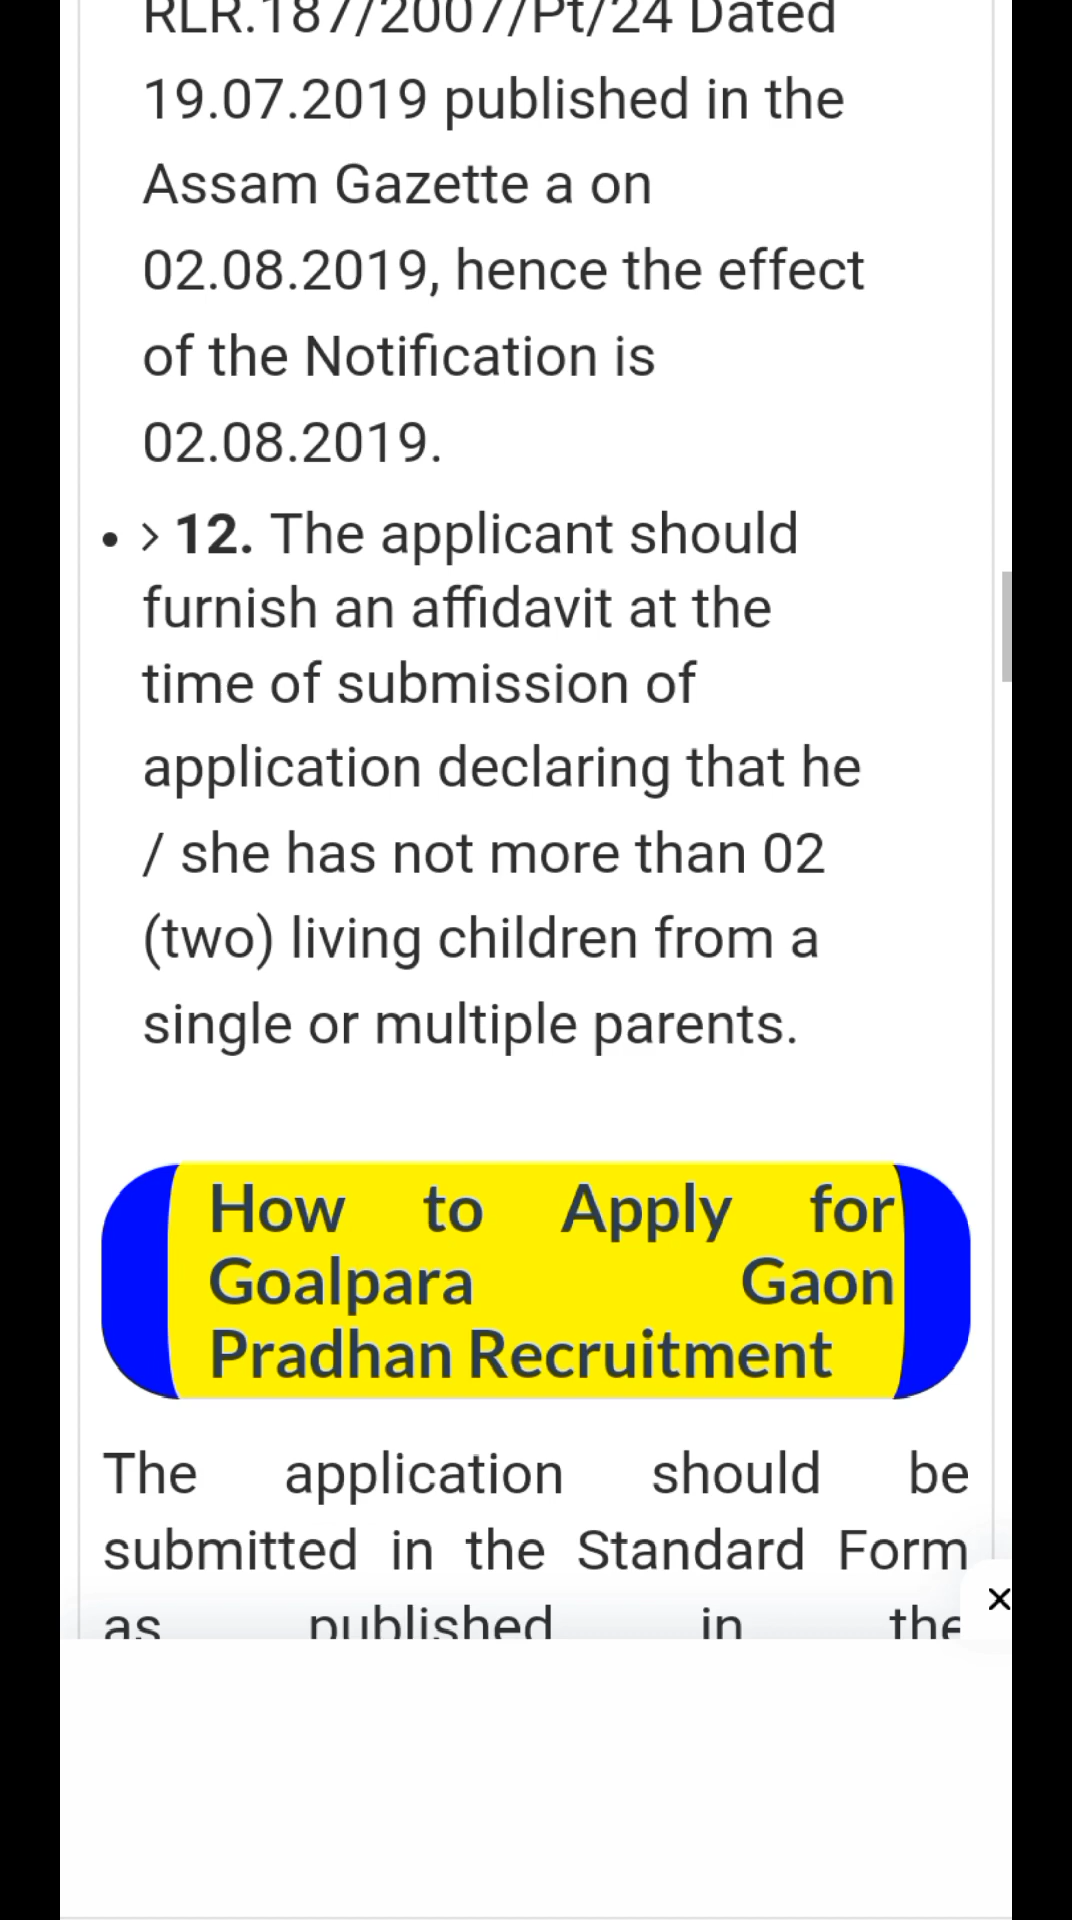 RLR.187/2007/Pt/24 Dated
19.07.2019 published in the
Assam Gazette a on
02.08.2019, hence the effect
of the Notification is
02.08.2019.
• > 12. The applicant should
furnish an affidavit at the
time of submission of
application declaring that he
/ she has not more than 02
(two) living children from a
single or multiple parents.
How to Apply for
Goalpara Gaon
Pradhan Recruitment
The application should be
submitted in the Standard Form
as published in the